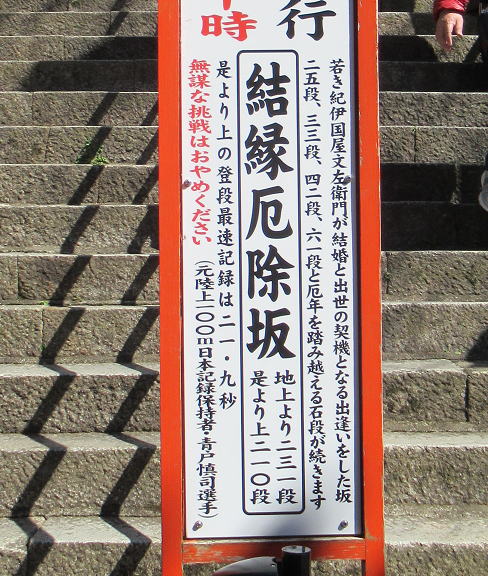 行
時
若き紀伊国屋文左衛門が結婚と出世の契機となる出逢いをした坂
二五段、三三段、四二段、六一段と厄年を踏み越える石段が続きます
結縁厄除坂
地上より二三一段
是より上二一〇段
是より上の登段最速記録は二一・九秒
(元陸上一〇〇m日本記録保持者・青戸慎司選手)
無謀な挑戦はおやめください